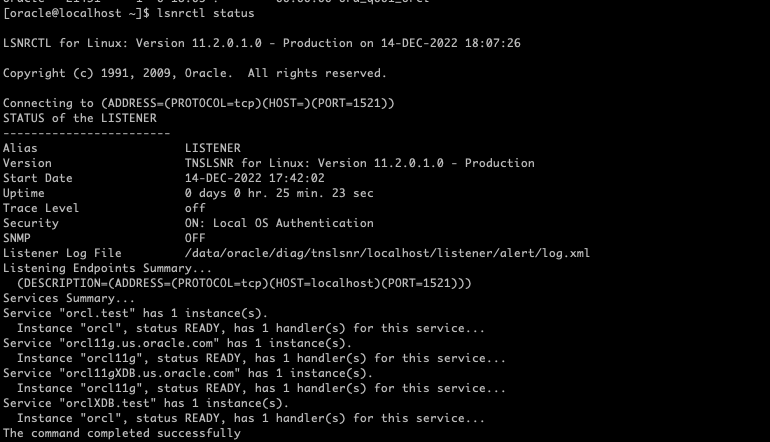 [oracle@localhost ~]$ lsnrctl status
LSNRCTL for Linux: Version 11.2.0.1.0 - Production on 14-DEC-2022 18:07:26
Copyright (c) 1991, 2009, Oracle.  All rights reserved.
Connecting to (ADDRESS=(PROTOCOL=tcp)(HOST=)(PORT=1521))
STATUS of the LISTENER
------------------------
Alias                     LISTENER
Version                   TNSLSNR for Linux: Version 11.2.0.1.0 - Production
Start Date                14-DEC-2022 17:42:02
Uptime                    0 days 0 hr. 25 min. 23 sec
Trace Level               off
Security                  ON: Local OS Authentication
SNMP                      OFF
Listener Log File         /data/oracle/diag/tnslsnr/localhost/listener/alert/log.xml
Listening Endpoints Summary...
  (DESCRIPTION=(ADDRESS=(PROTOCOL=tcp)(HOST=localhost)(PORT=1521)))
Services Summary...
Service "orcl.test" has 1 instance(s).
  Instance "orcl", status READY, has 1 handler(s) for this service...
Service "orcl11g.us.oracle.com" has 1 instance(s).
  Instance "orcl11g", status READY, has 1 handler(s) for this service...
Service "orcl11gXDB.us.oracle.com" has 1 instance(s).
  Instance "orcl11g", status READY, has 1 handler(s) for this service...
Service "orclXDB.test" has 1 instance(s).
  Instance "orcl", status READY, has 1 handler(s) for this service...
The command completed successfully